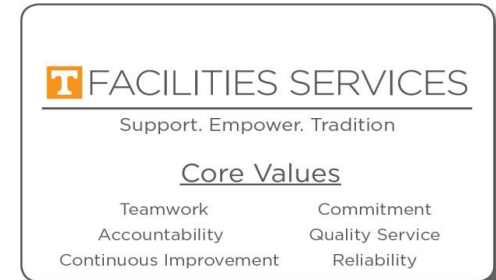 T FACILITIES SERVICES
Support. Empower. Tradition
Core Values
Teamwork Commitment
Accountability Quality Service
Continuous Improvement Reliability